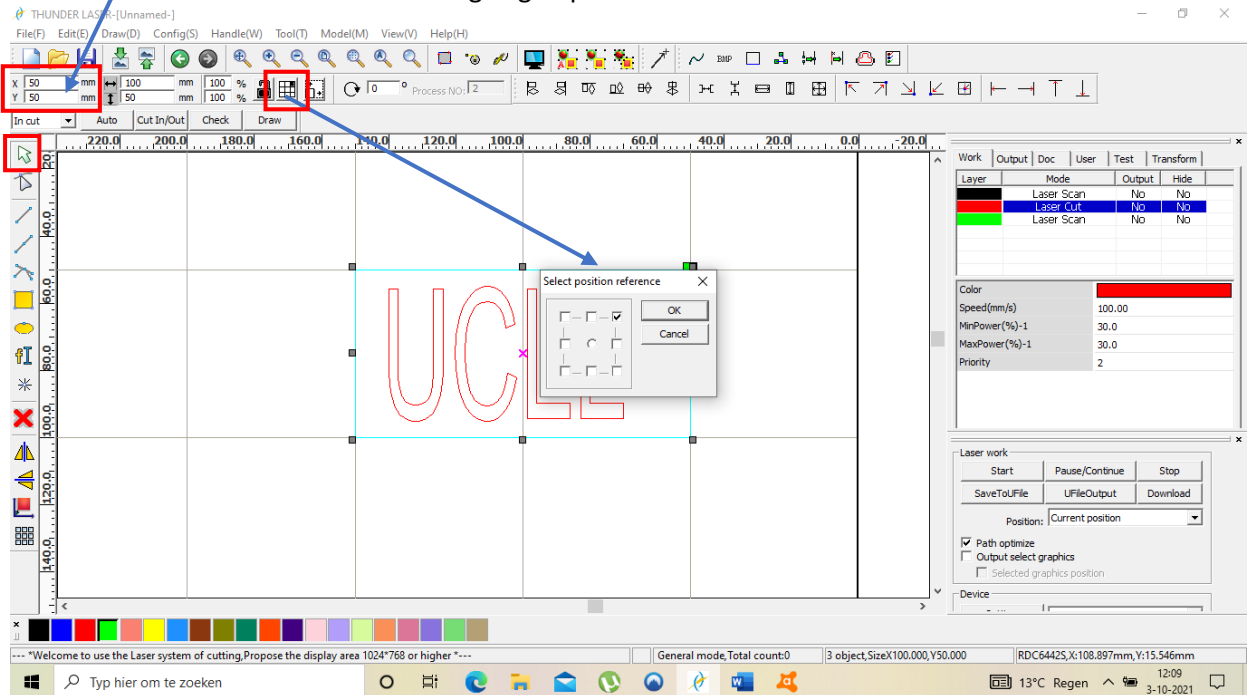 THUNDER LASER-[Unnamed-]
File(F) Edit(E) Draw(D) Config(S) Handle(W) Tool(T) Model(M) View(V) Help(H)
BMP
X 50 mm 100 mm 100 %
Y 50 mm 50 mm 100 %
0 ° Process NO: 2
In cut Auto Cut In/Out Check Draw
220.0 200.0 180.0 160.0 140.0 120.0 100.0 80.0 60.0 40.0 20.0 0.0 -20.0
40.0
60.0
80.0
100.0
120.0
140.0
UCLL
Select position reference
OK
Cancel
Work Output Doc User Test Transform
Layer Mode Output Hide
Laser Scan No No
Laser Cut No No
Laser Scan No No
Color
Speed(mm/s) 100.00
MinPower(%)-1 30.0
MaxPower(%)-1 30.0
Priority 2
Laser work
Start Pause/Continue Stop
SaveToUFile UFileOutput Download
Position: Current position
Path optimize
Output select graphics
Selected graphics position
Device
--- *Welcome to use the Laser system of cutting,Propose the display area 1024*768 or higher *---
General mode,Total count:0
3 object,SizeX100.000,Y50.000
RDC6442S,X:108.897mm,Y:15.546mm
Typ hier om te zoeken
13°C Regen
12:09
3-10-2021